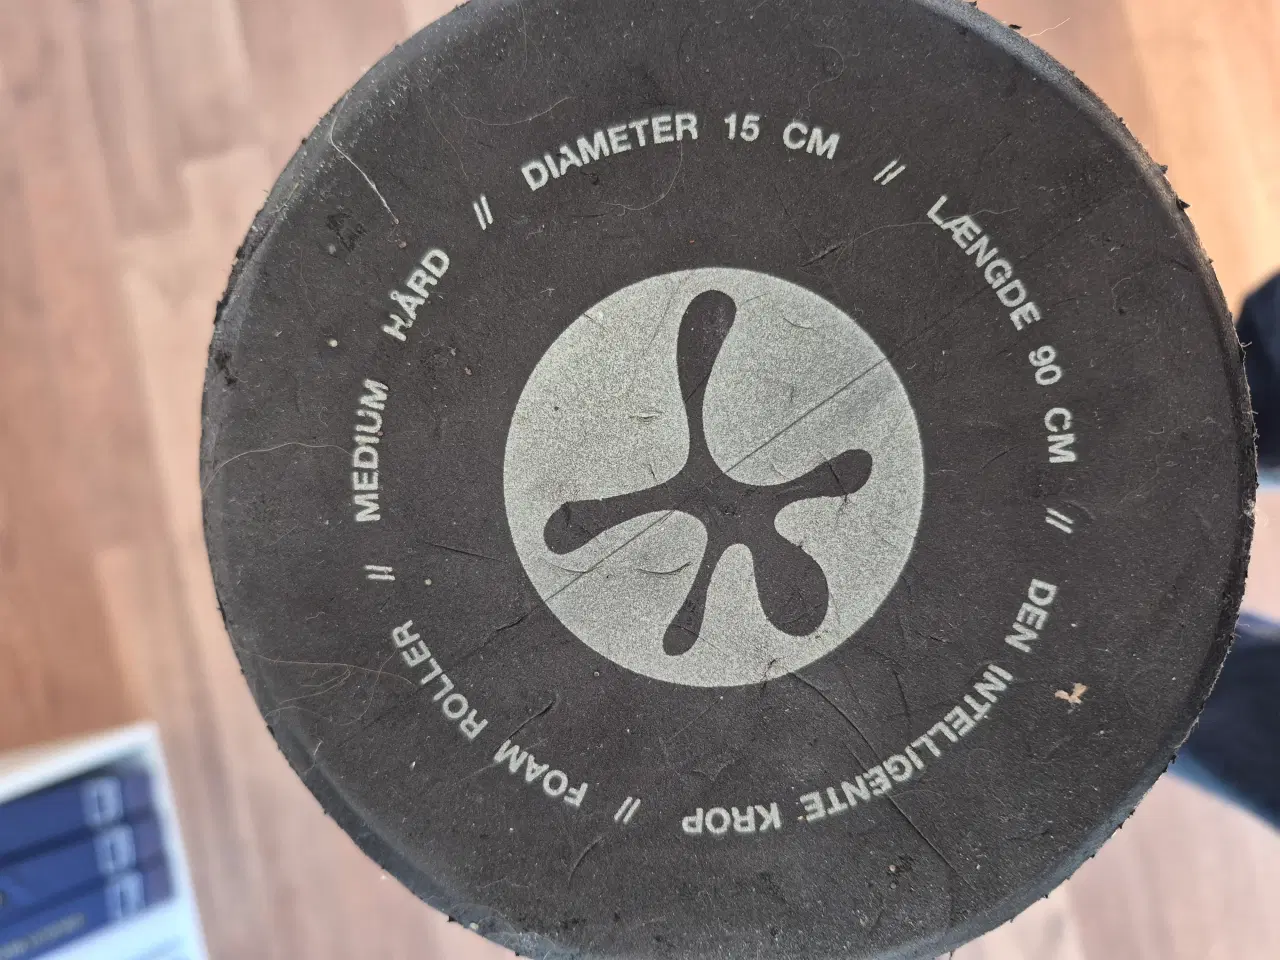 FOAM ROLLER // MEDIUM HÅRD // DIAMETER 15 CM // LÆNGDE 90 CM // DEN INTELLIGENTE KROP //